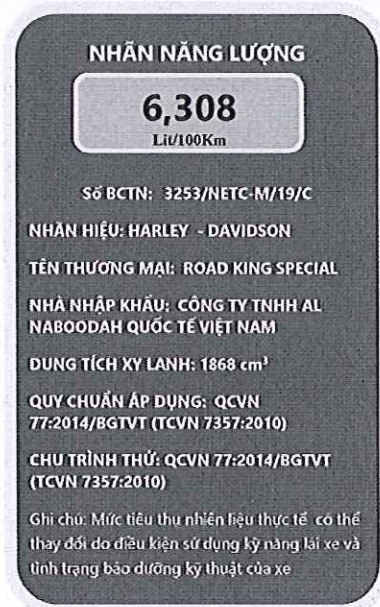 NHÃN NĂNG LƯỢNG
6,308
Lít/100Km
Số BCTN: 3253/NETC-M/19/C
NHÃN HIỆU: HARLEY - DAVIDSON
TÊN THƯƠNG MẠI: ROAD KING SPECIAL
NHÀ NHẬP KHẨU: CÔNG TY TNHH AL
NABOODAH QUỐC TẾ VIỆT NAM
DUNG TÍCH XY LANH: 1868 cm³
QUY CHUẨN ÁP DỤNG: QCVN
77:2014/BGTVT (TCVN 7357:2010)
CHU TRÌNH THỬ: QCVN 77:2014/BGTVT
(TCVN 7357:2010)
Ghi chú: Mức tiêu thụ nhiên liệu thực tế có thể
thay đổi do điều kiện sử dụng kỹ năng lái xe và
tình trạng bảo dưỡng kỹ thuật của xe